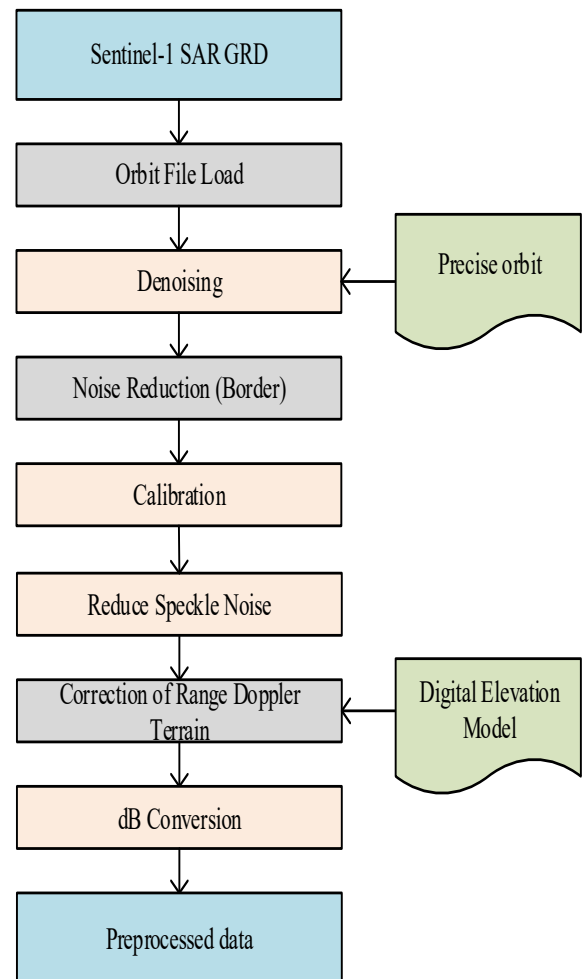 Sentinel-1 SAR GRD
Orbit File Load
Precise orbit
Denoising
Noise Reduction (Border)
Calibration
Reduce Speckle Noise
Correction of Range Doppler
Terrain
Digital Elevation
Model
dB Conversion
Preprocessed data